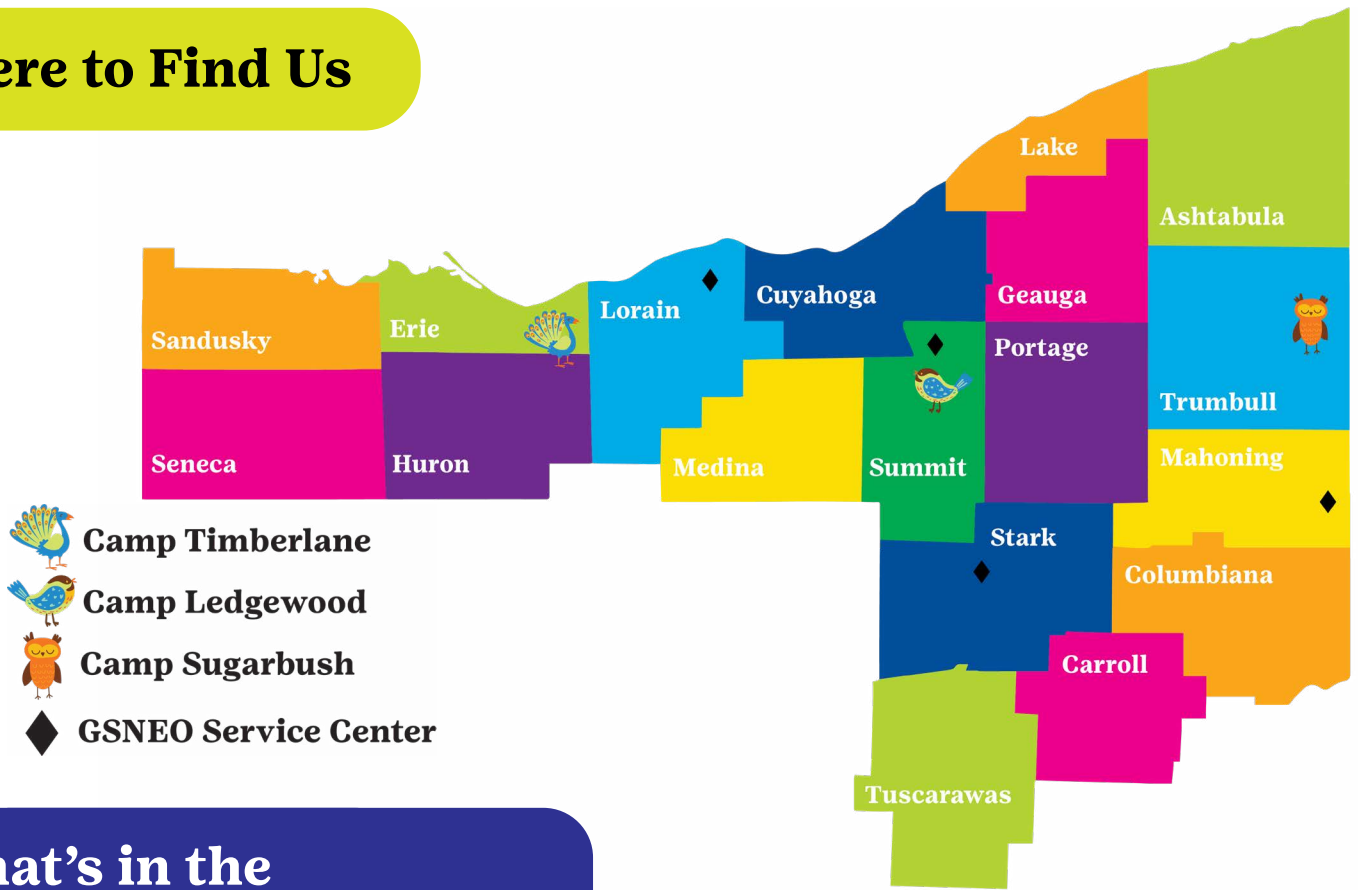 ere to Find Us
Lake
Ashtabula
Cuyahoga
Geauga
Lorain
Erie
Sandusky
Portage
Trumbull
Seneca
Huron
Medina
Summit
Mahoning
Stark
Columbiana
Carroll
Tuscarawas
Camp Timberlane
Camp Ledgewood
Camp Sugarbush
GSNEO Service Center
at's in the